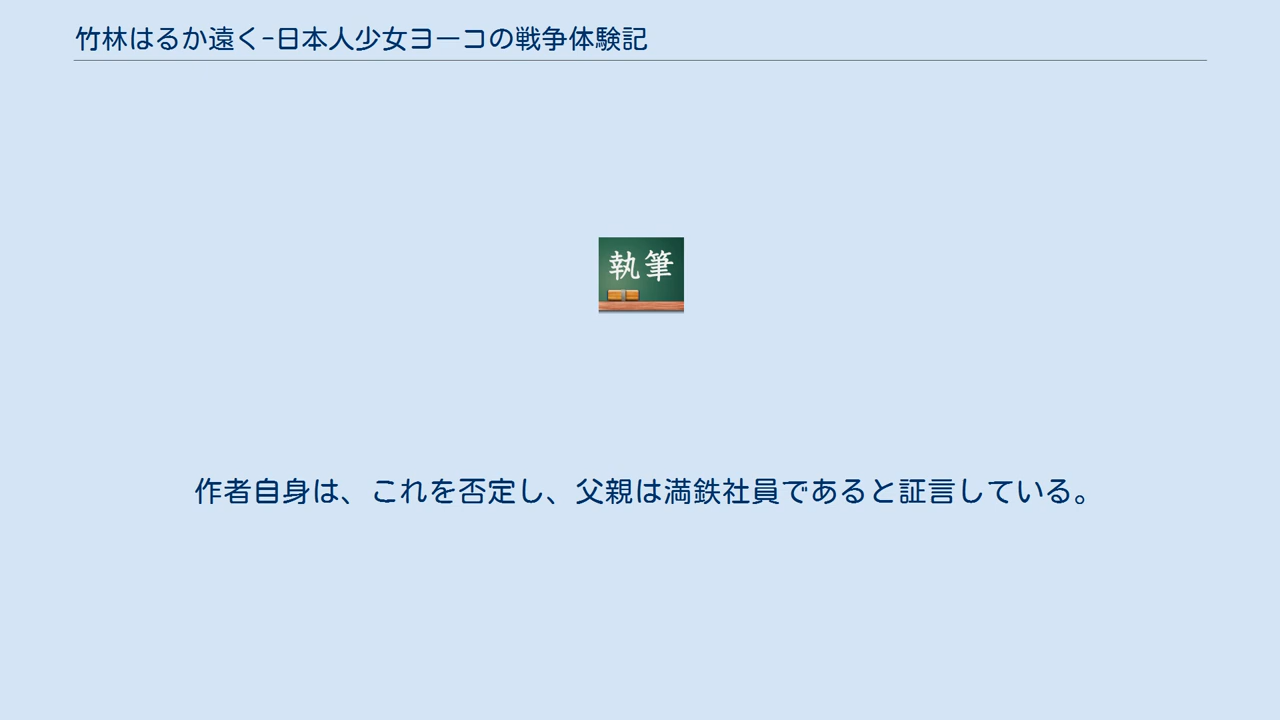 竹林はるか遠く-日本人少女ヨーコの戦争体験記
執筆
作者自身は、これを否定し、父親は満鉄社員であると証言している。